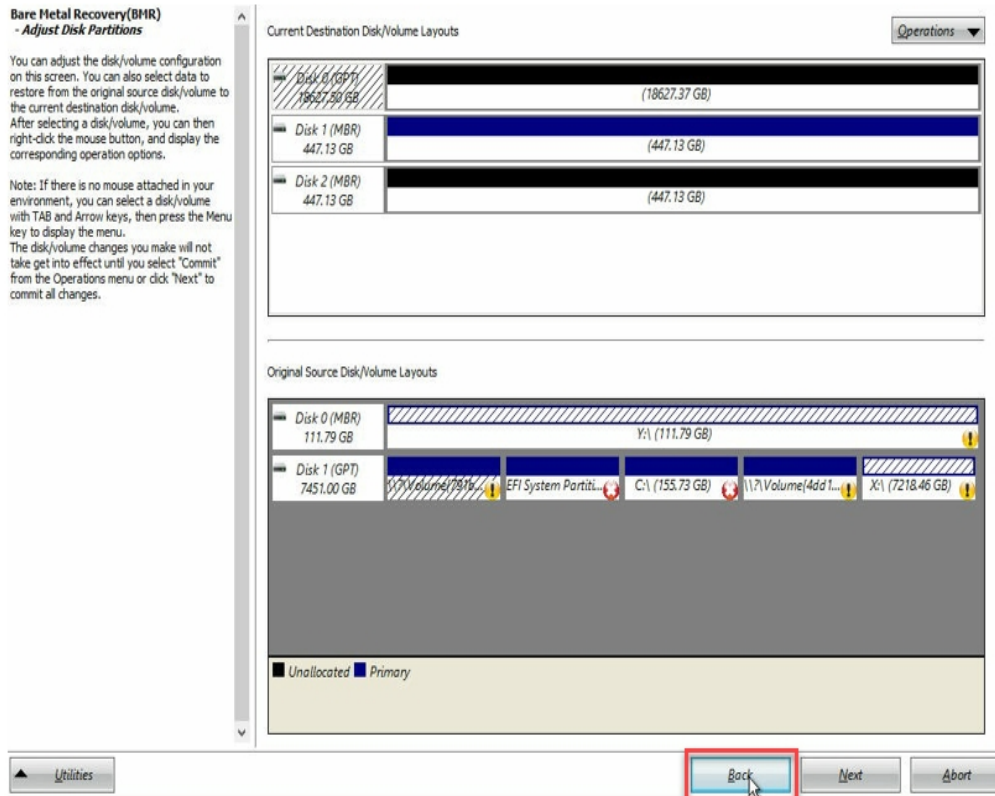 Bare Metal Recovery(BMR)
- Adjust Disk Partitions
You can adjust the disk/volume configuration
on this screen. You can also select data to
restore from the original source disk/volume to
the current destination disk/volume.
After selecting a disk/volume, you can then
right-click the mouse button, and display the
corresponding operation options.
Note: If there is no mouse attached in your
environment, you can select a disk/volume
with TAB and Arrow keys, then press the Menu
key to display the menu.
The disk/volume changes you make will not
take get into effect until you select "Commit"
from the Operations menu or click "Next" to
commit all changes.
Current Destination Disk/Volume Layouts
Operations
Disk 0 (GPT)
18627.50 GB
(18627.37 GB)
Disk 1 (MBR)
447.13 GB
(447.13 GB)
Disk 2 (MBR)
447.13 GB
(447.13 GB)
Original Source Disk/Volume Layouts
Disk 0 (MBR)
111.79 GB
Y:\ (111.79 GB)
Disk 1 (GPT)
7451.00 GB
\\?\Volume{791b...
EFI System Partiti...
C:\ (155.73 GB)
\\?\Volume{4dd1...
X:\ (7218.46 GB)
Unallocated Primary
Utilities
Back
Next
Abort